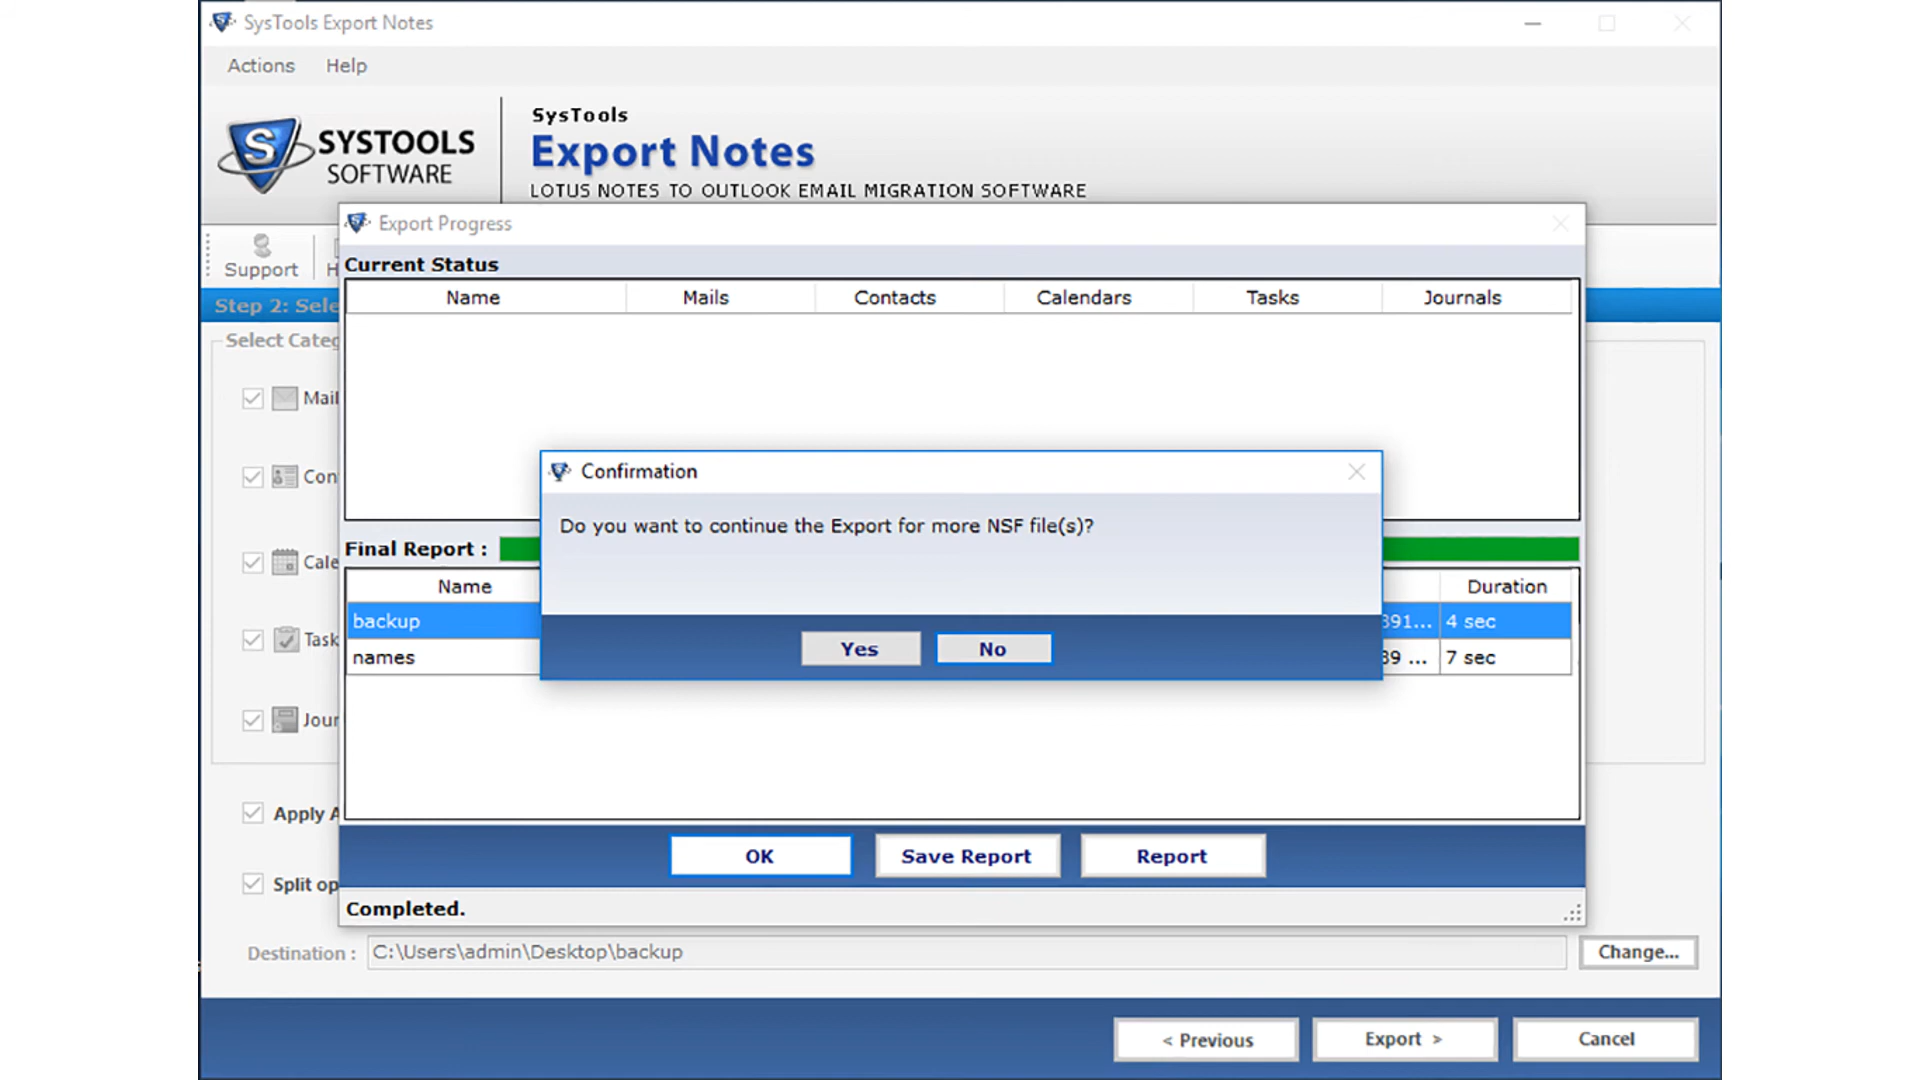 SysTools Export Notes
Actions Help
SYSTOOLS
SOFTWARE
SysTools
Export Notes
LOTUS NOTES TO OUTLOOK EMAIL MIGRATION SOFTWARE
Export Progress
Support H
Current Status
Step 2: Sele
Name Mails Contacts Calendars Tasks Journals
Select Categ
Mail
Con
Cale
Task
Jour
Confirmation
Do you want to continue the Export for more NSF file(s)?
Yes No
Final Report :
Name Duration
backup 391... 4 sec
names 39 ... 7 sec
Apply A
Split op
OK Save Report Report
Completed.
Destination : C:\Users\admin\Desktop\backup Change...
< Previous Export > Cancel